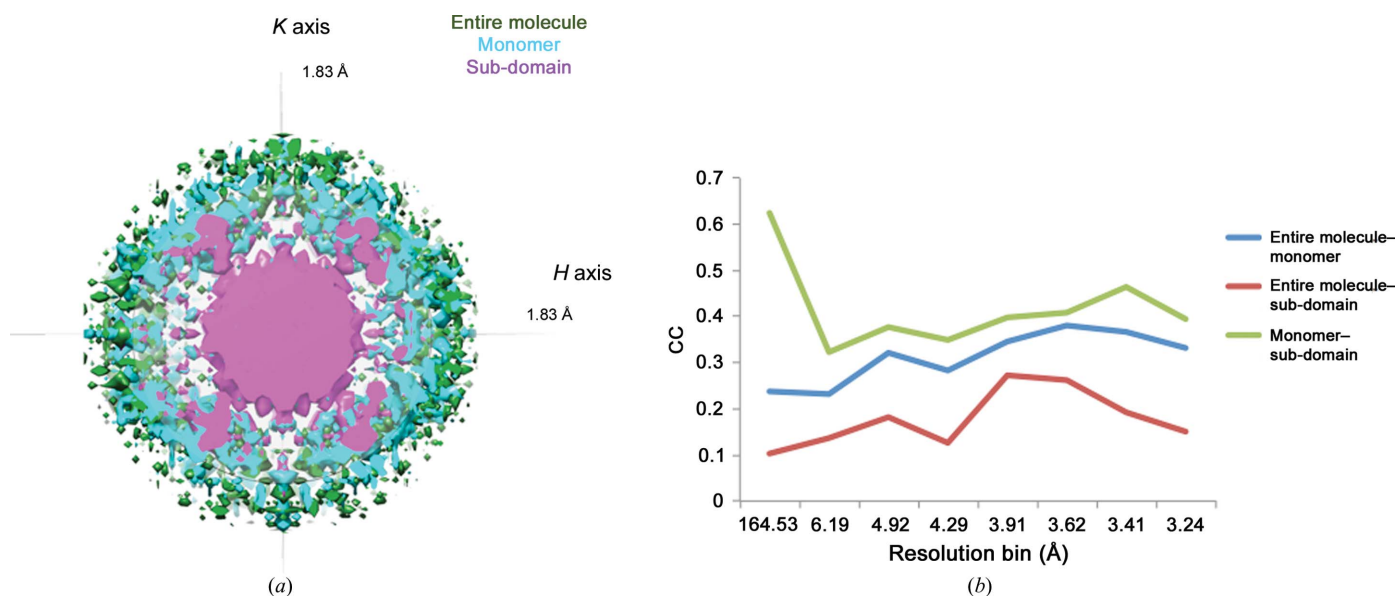 K axis
1.83 Å
Entire molecule
Monomer
Sub-domain
H axis
1.83 Å
(a)
0.7
0.6
0.5
0.4
0.3
0.2
0.1
0
CC
164.53 6.19 4.92 4.29 3.91 3.62 3.41 3.24
Resolution bin (Å)
Entire molecule–
monomer
Entire molecule–
sub-domain
Monomer–
sub-domain
(b)